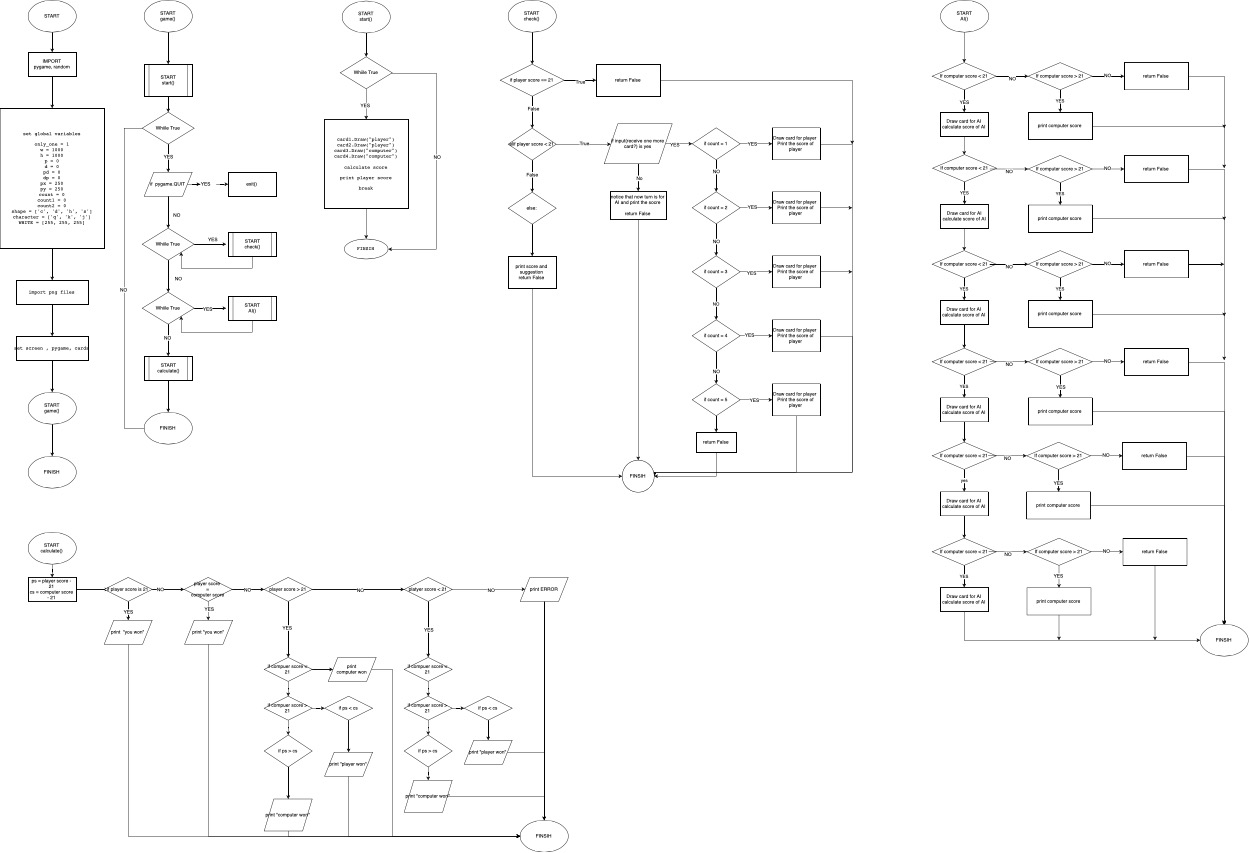 START
IMPORT
pygame, random
set global variables
only_one = 1
w = 1000
h = 1000
p = 0
d = 0
pd = 0
dp = 0
px = 250
py = 250
count = 0
count1 = 0
count2 = 0
shape = ['c', 'd', 'h', 's']
character = ['q', 'k', 'j']
WHITE = [255, 255, 255]
import png files
set screen , pygame, cards
START
game()
FINISH
START
game()
START
start()
While True
YES
if pygame.QUIT
YES
exit()
NO
While True
YES
START
check()
NO
NO
While True
YES
START
AI()
NO
START
calculate()
FINISH
START
start()
While True
YES
NO
card1.Draw("player")
card2.Draw("player")
card3.Draw("computer")
card4.Draw("computer")
calculate score
print player score
break
FINISH
START
check()
if player score == 21
True
return False
False
if player score < 21
True
if input(receive one more
card?) is yes
YES
if count = 1
YES
Draw card for player
Print the score of
player
False
No
NO
else:
notice that now turn is for
AI and print the score
return False
if count = 2
YES
Draw card for player
Print the score of
player
NO
print score and
suggestion
return False
if count = 3
YES
Draw card for player
Print the score of
player
NO
if count = 4
YES
Draw card for player
Print the score of
player
NO
if count = 5
YES
Draw card for player
Print the score of
player
return False
FINSIH
START
AI()
if computer score < 21
NO
if computer score > 21
NO
return False
YES
YES
Draw card for AI
calculate score of AI
print computer score
if computer score < 21
NO
if computer score > 21
NO
return False
YES
YES
Draw card for AI
calculate score of AI
print computer score
if computer score < 21
NO
if computer score > 21
NO
return False
YES
YES
Draw card for AI
calculate score of AI
print computer score
if computer score < 21
NO
if computer score > 21
NO
return False
YES
YES
Draw card for AI
calculate score of AI
print computer score
if computer score < 21
NO
if computer score > 21
NO
return False
yes
YES
Draw card for AI
calculate score of AI
print computer score
if computer score < 21
NO
if computer score > 21
NO
return False
YES
YES
Draw card for AI
calculate score of AI
print computer score
FINSIH
START
calculate()
ps = player score -
21
cs = computer score
- 21
if player score is 21
NO
player score
=
computer score
NO
player score > 21
NO
player score < 21
NO
print ERROR
YES
YES
print "you won"
print "you won"
YES
YES
if compuer score <
21
print
computer won
if compuer score <
21
if compuer score >
21
if ps < cs
if compuer score >
21
if ps < cs
if ps > cs
print "player won"
if ps > cs
print "player won"
print "computer won"
print "computer won"
FINSIH